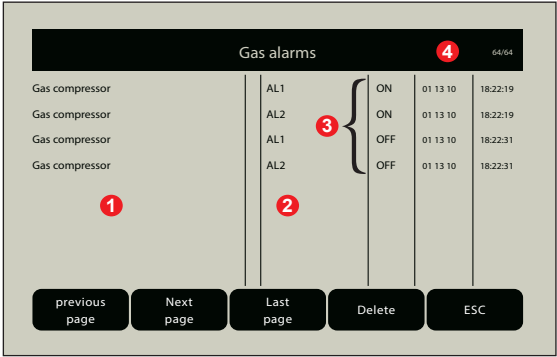 Gas alarms 4 64/64
Gas compressor AL1 ON 01 13 10 18:22:19
Gas compressor AL2 ON 01 13 10 18:22:19
3
Gas compressor AL1 OFF 01 13 10 18:22:31
Gas compressor AL2 OFF 01 13 10 18:22:31
1 2
previous page
Next page
Last page
Delete
ESC